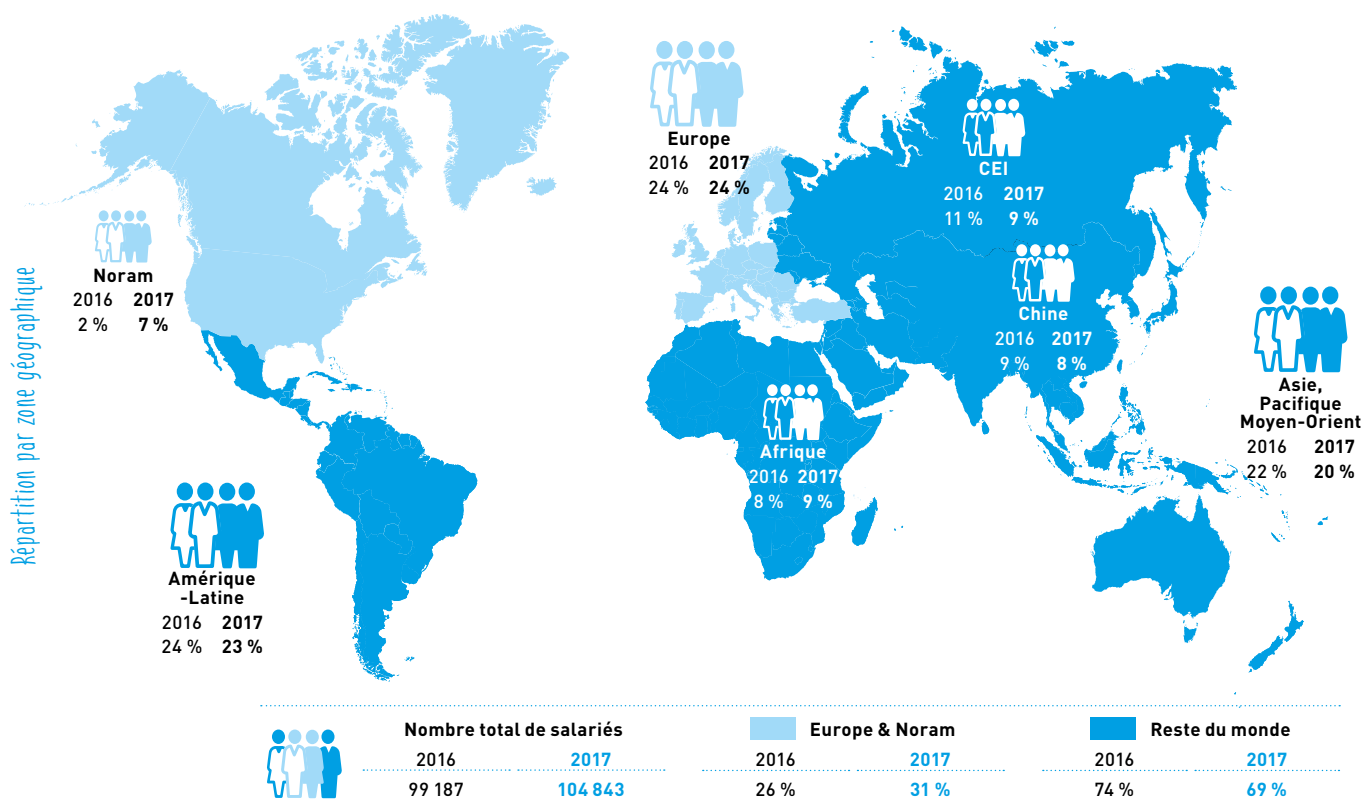 Répartition par zone géographique
Noram
2016 2017
2 % 7 %
Amérique
-Latine
2016 2017
24 % 23 %
Europe
2016 2017
24 % 24 %
CEI
2016 2017
11 % 9 %
Chine
2016 2017
9 % 8 %
Afrique
2016 2017
8 % 9 %
Asie,
Pacifique
Moyen-Orient
2016 2017
22 % 20 %
Nombre total de salariés
2016 2017
99 187 104 843
Europe & Noram
2016 2017
26 % 31 %
Reste du monde
2016 2017
74 % 69 %